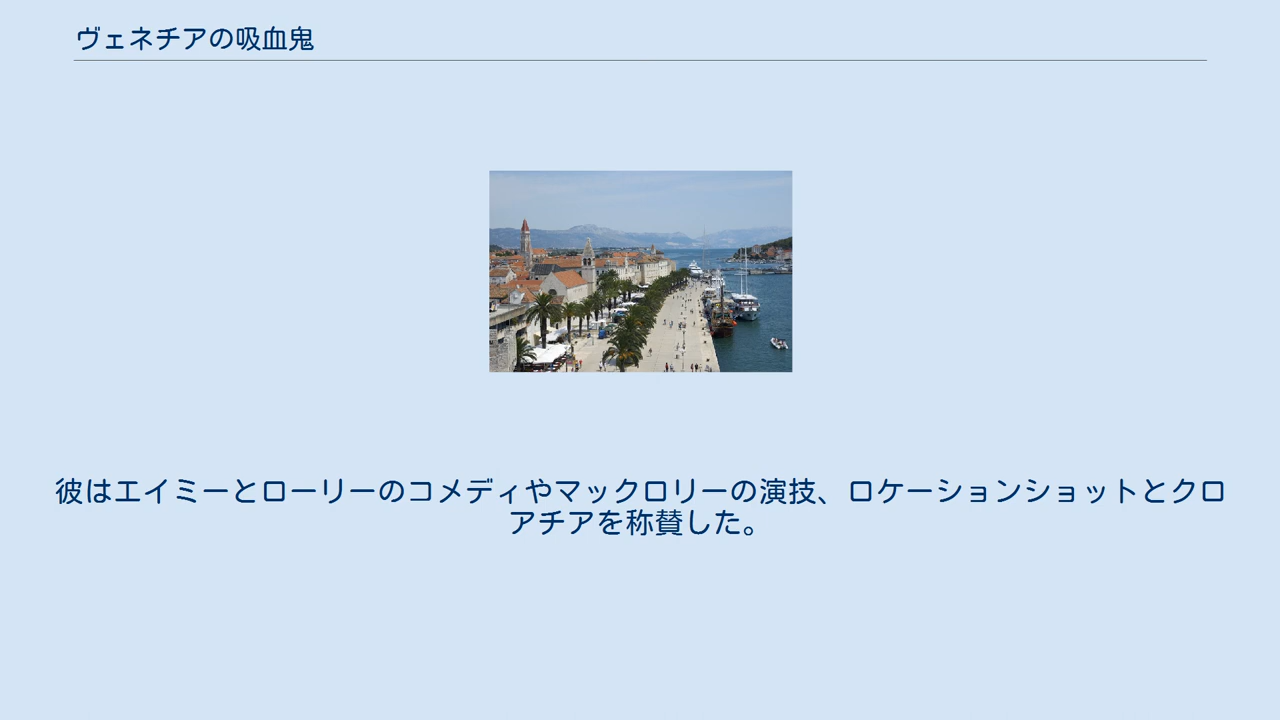 ヴェネチアの吸血鬼
彼はエイミーとローリーのコメディやマックロリーの演技、ロケーションショットとクロ
アチアを称賛した。